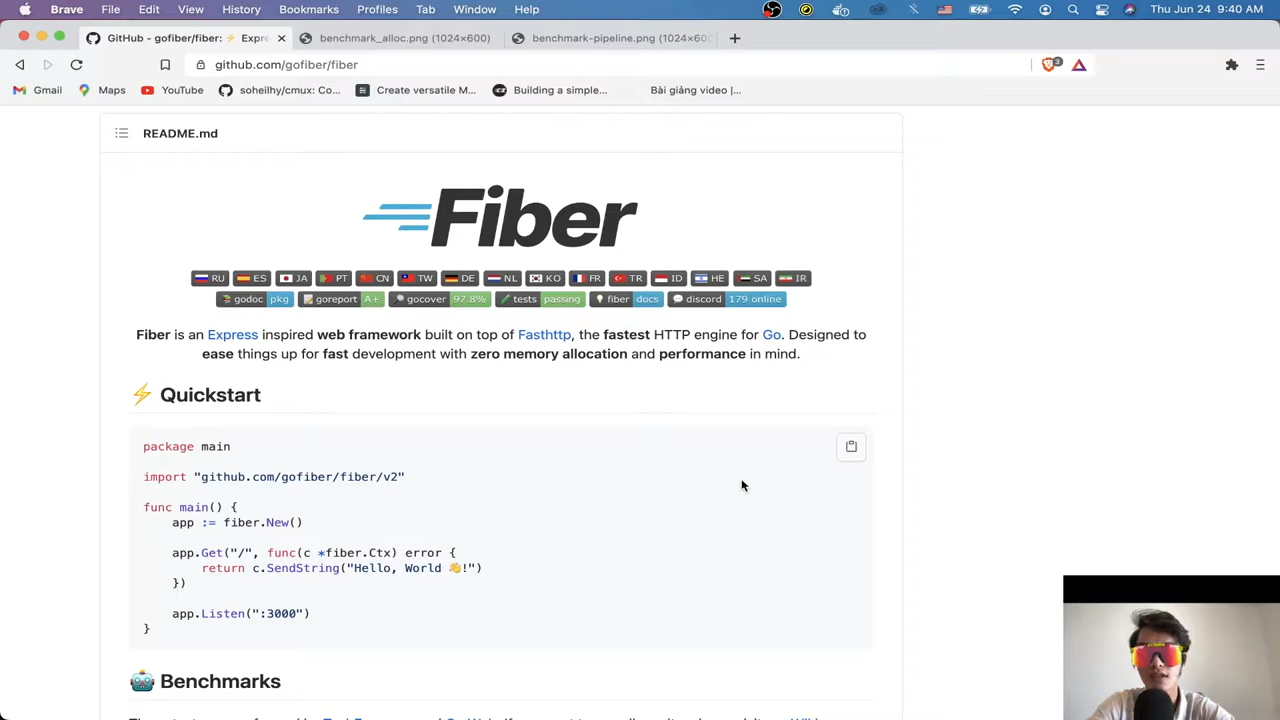 Brave File Edit View History Bookmarks Profiles Tab Window Help Thu Jun 24 9:40 AM
GitHub - gofiber/fiber: ⚡ Expre benchmark_alloc.png (1024×600) benchmark-pipeline.png (1024×600
github.com/gofiber/fiber 3
Gmail Maps YouTube soheilhy/cmux: Co... Create versatile M... Building a simple... Bài giảng video |...
README.md
Fiber
RU ES JA PT CN TW DE NL KO FR TR ID HE SA IR
godoc pkg goreport A+ gocover 97.8% tests passing fiber docs discord 179 online
Fiber is an Express inspired web framework built on top of Fasthttp, the fastest HTTP engine for Go. Designed to
ease things up for fast development with zero memory allocation and performance in mind.
⚡ Quickstart
package main
import "github.com/gofiber/fiber/v2"
func main() {
app := fiber.New()
app.Get("/", func(c *fiber.Ctx) error {
return c.SendString("Hello, World 👋!")
})
app.Listen(":3000")
}
🤖 Benchmarks